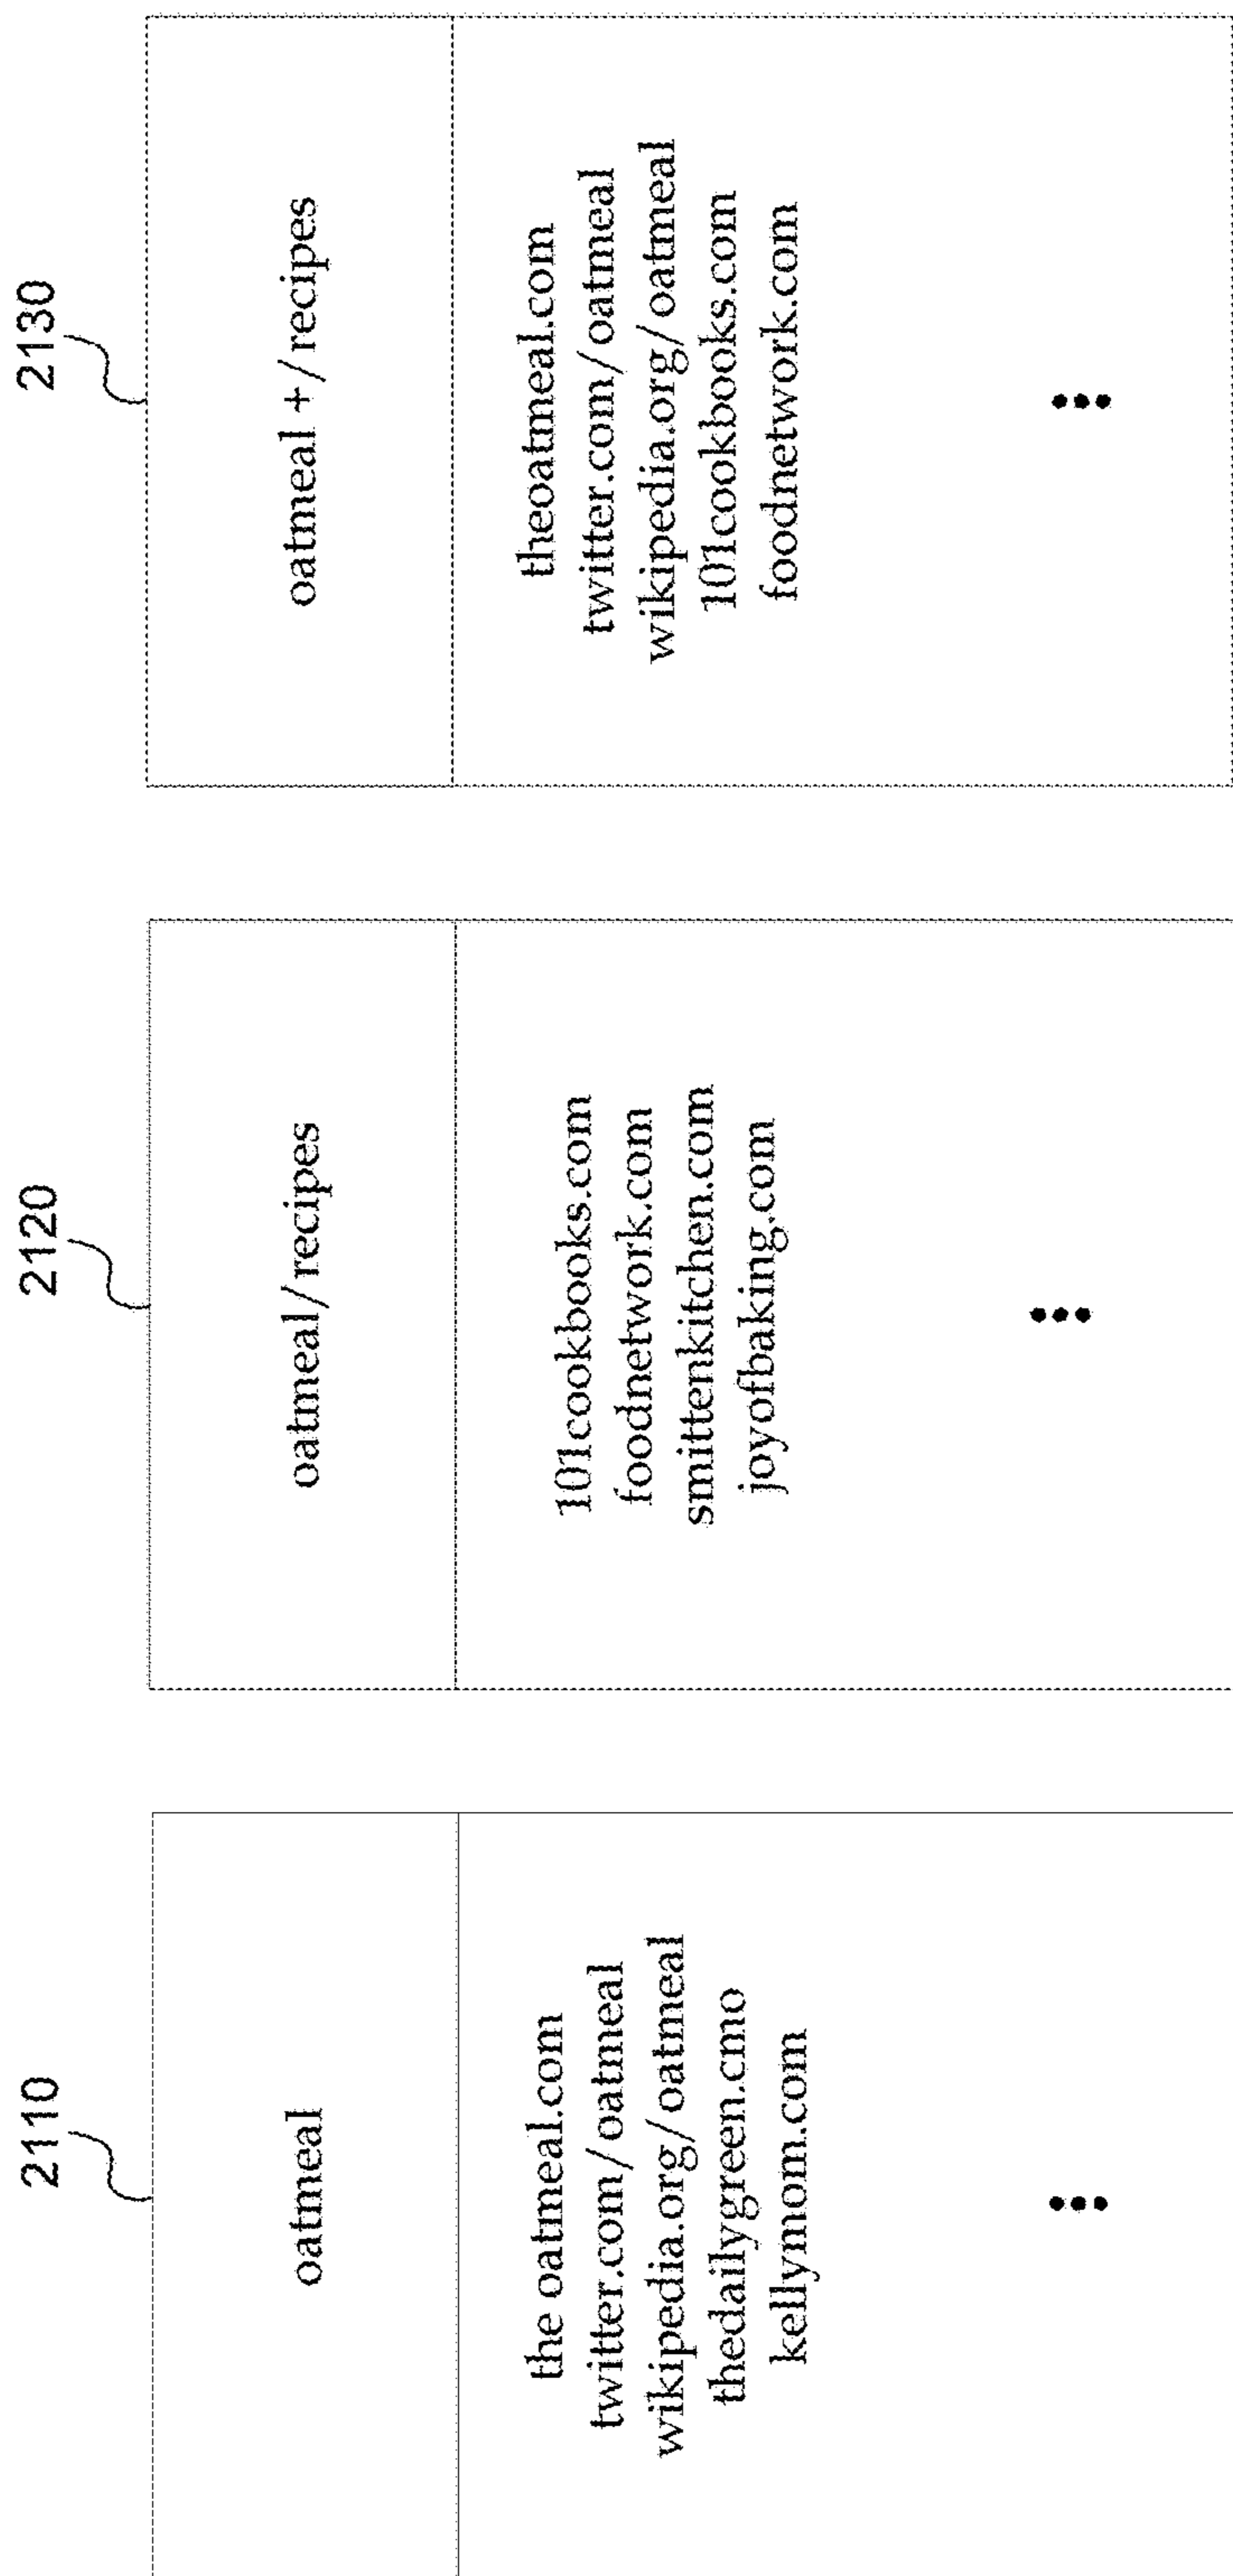 2110
oatmeal
the oatmeal.com
twitter.com/oatmeal
wikipedia.org/oatmeal
thedailygreen.cmo
kellymom.com
•••
2120
oatmeal/recipes
101cookbooks.com
foodnetwork.com
smittenkitchen.com
joyofbaking.com
•••
2130
oatmeal +/recipes
theoatmeal.com
twitter.com/oatmeal
wikipedia.org/oatmeal
101cookbooks.com
foodnetwork.com
•••